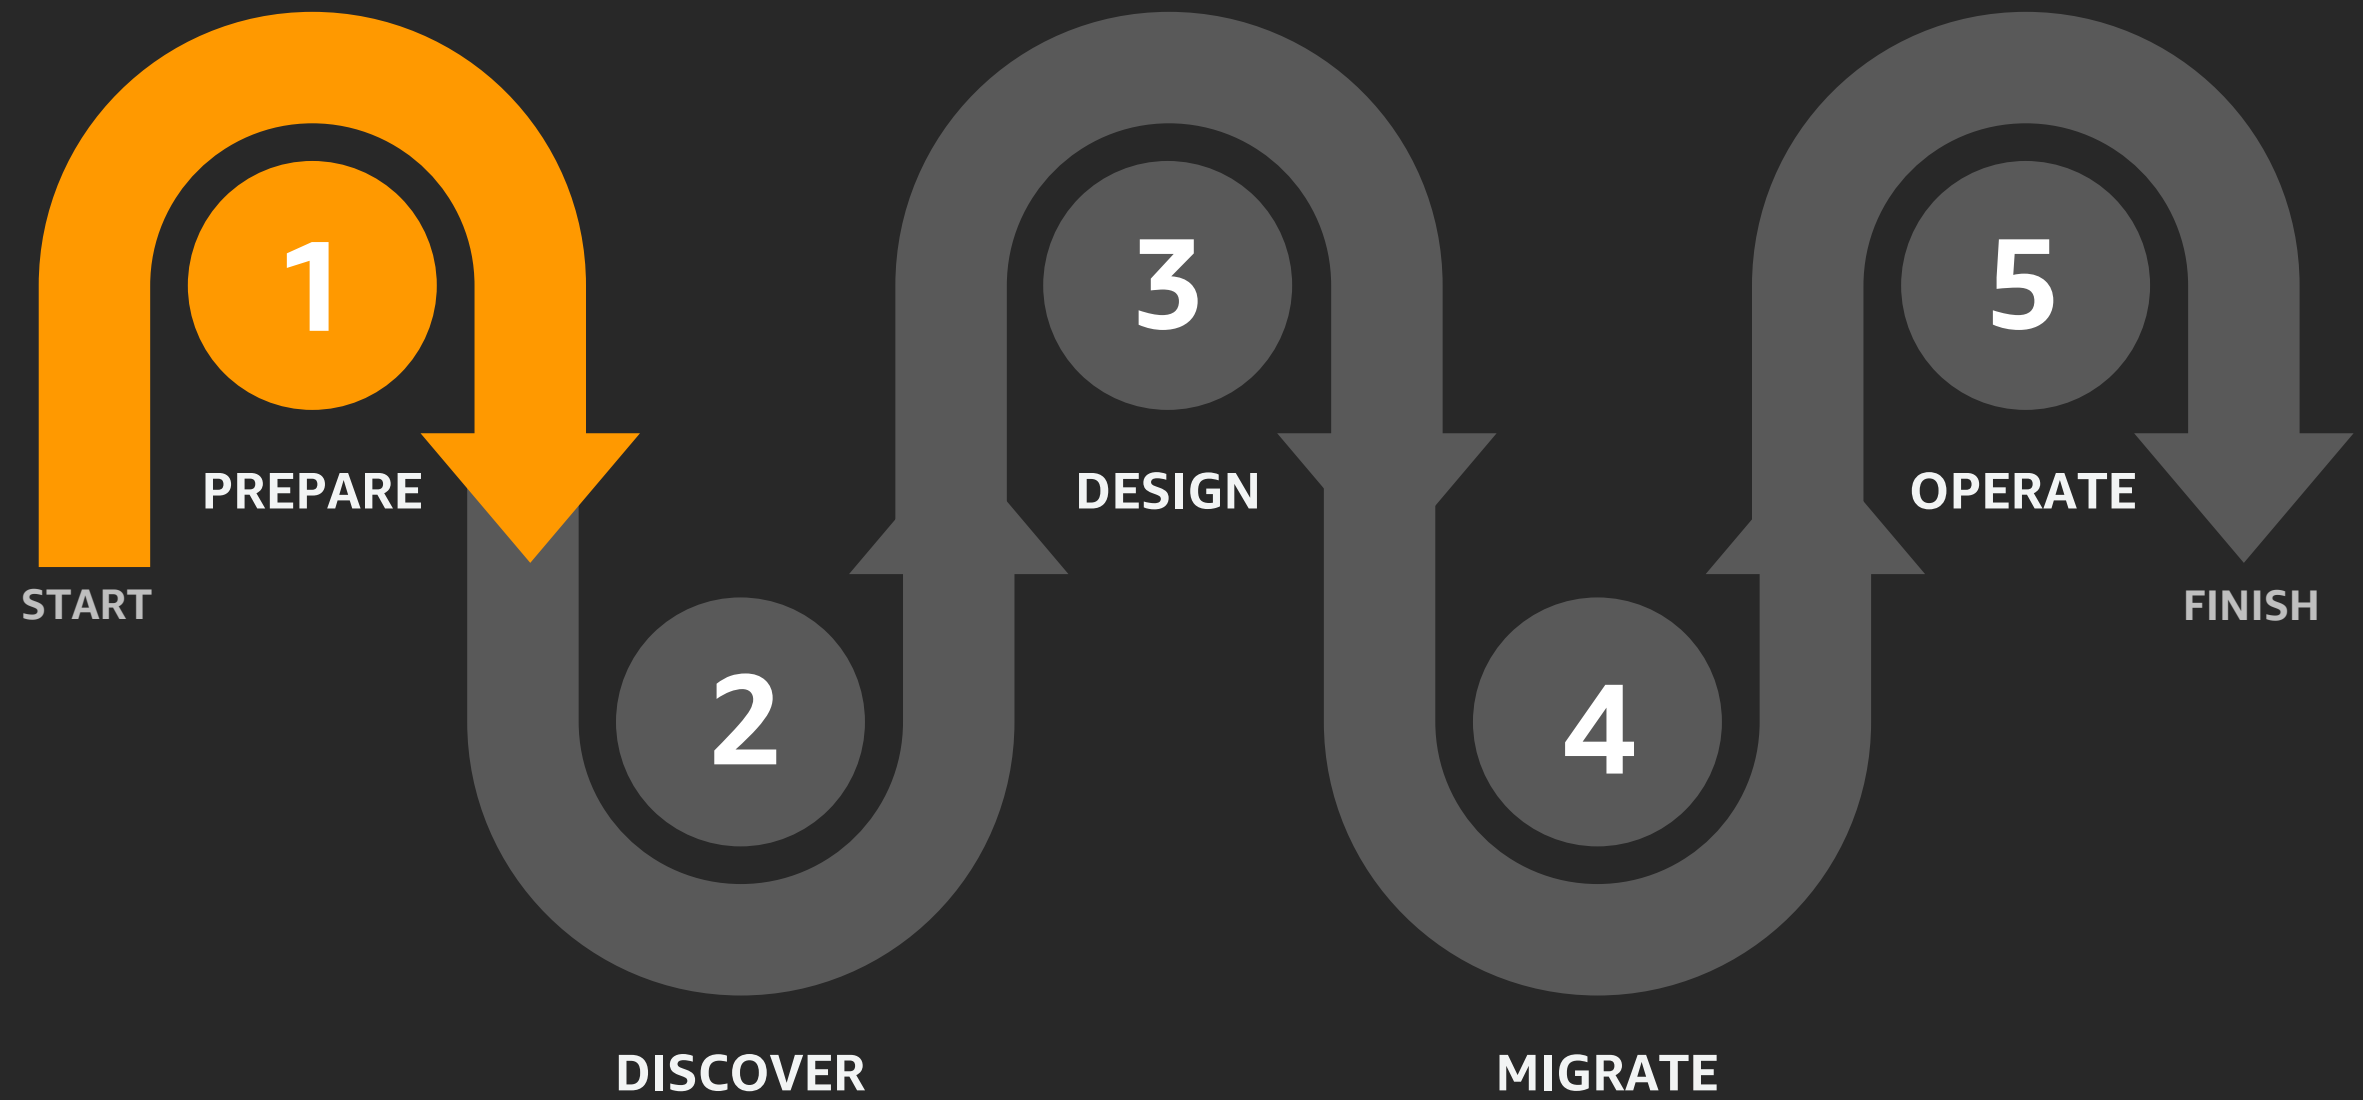 START
1
PREPARE
2
DISCOVER
3
DESIGN
4
MIGRATE
5
OPERATE
FINISH